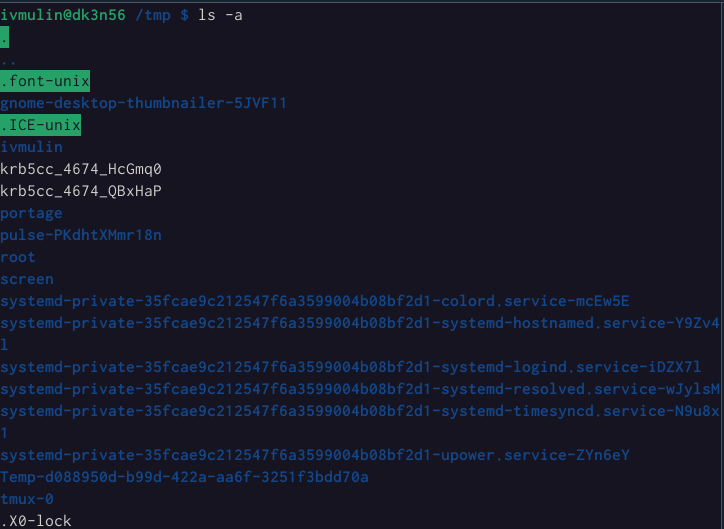 ivmulin@dk3n56 /tmp $ ls -a
.
..
.font-unix
gnome-desktop-thumbnailer-5JVF11
.ICE-unix
ivmulin
krb5cc_4674_HcGmq0
krb5cc_4674_QBxHaP
portage
pulse-PKdhtXMmr18n
root
screen
systemd-private-35fcae9c212547f6a3599004b08bf2d1-colord.service-mcEw5E
systemd-private-35fcae9c212547f6a3599004b08bf2d1-systemd-hostnamed.service-Y9Zv4
l
systemd-private-35fcae9c212547f6a3599004b08bf2d1-systemd-logind.service-iDZX7l
systemd-private-35fcae9c212547f6a3599004b08bf2d1-systemd-resolved.service-wJylsM
systemd-private-35fcae9c212547f6a3599004b08bf2d1-systemd-timesyncd.service-N9u8x
1
systemd-private-35fcae9c212547f6a3599004b08bf2d1-upower.service-ZYn6eY
Temp-d088950d-b99d-422a-aa6f-3251f3bdd70a
tmux-0
.X0-lock